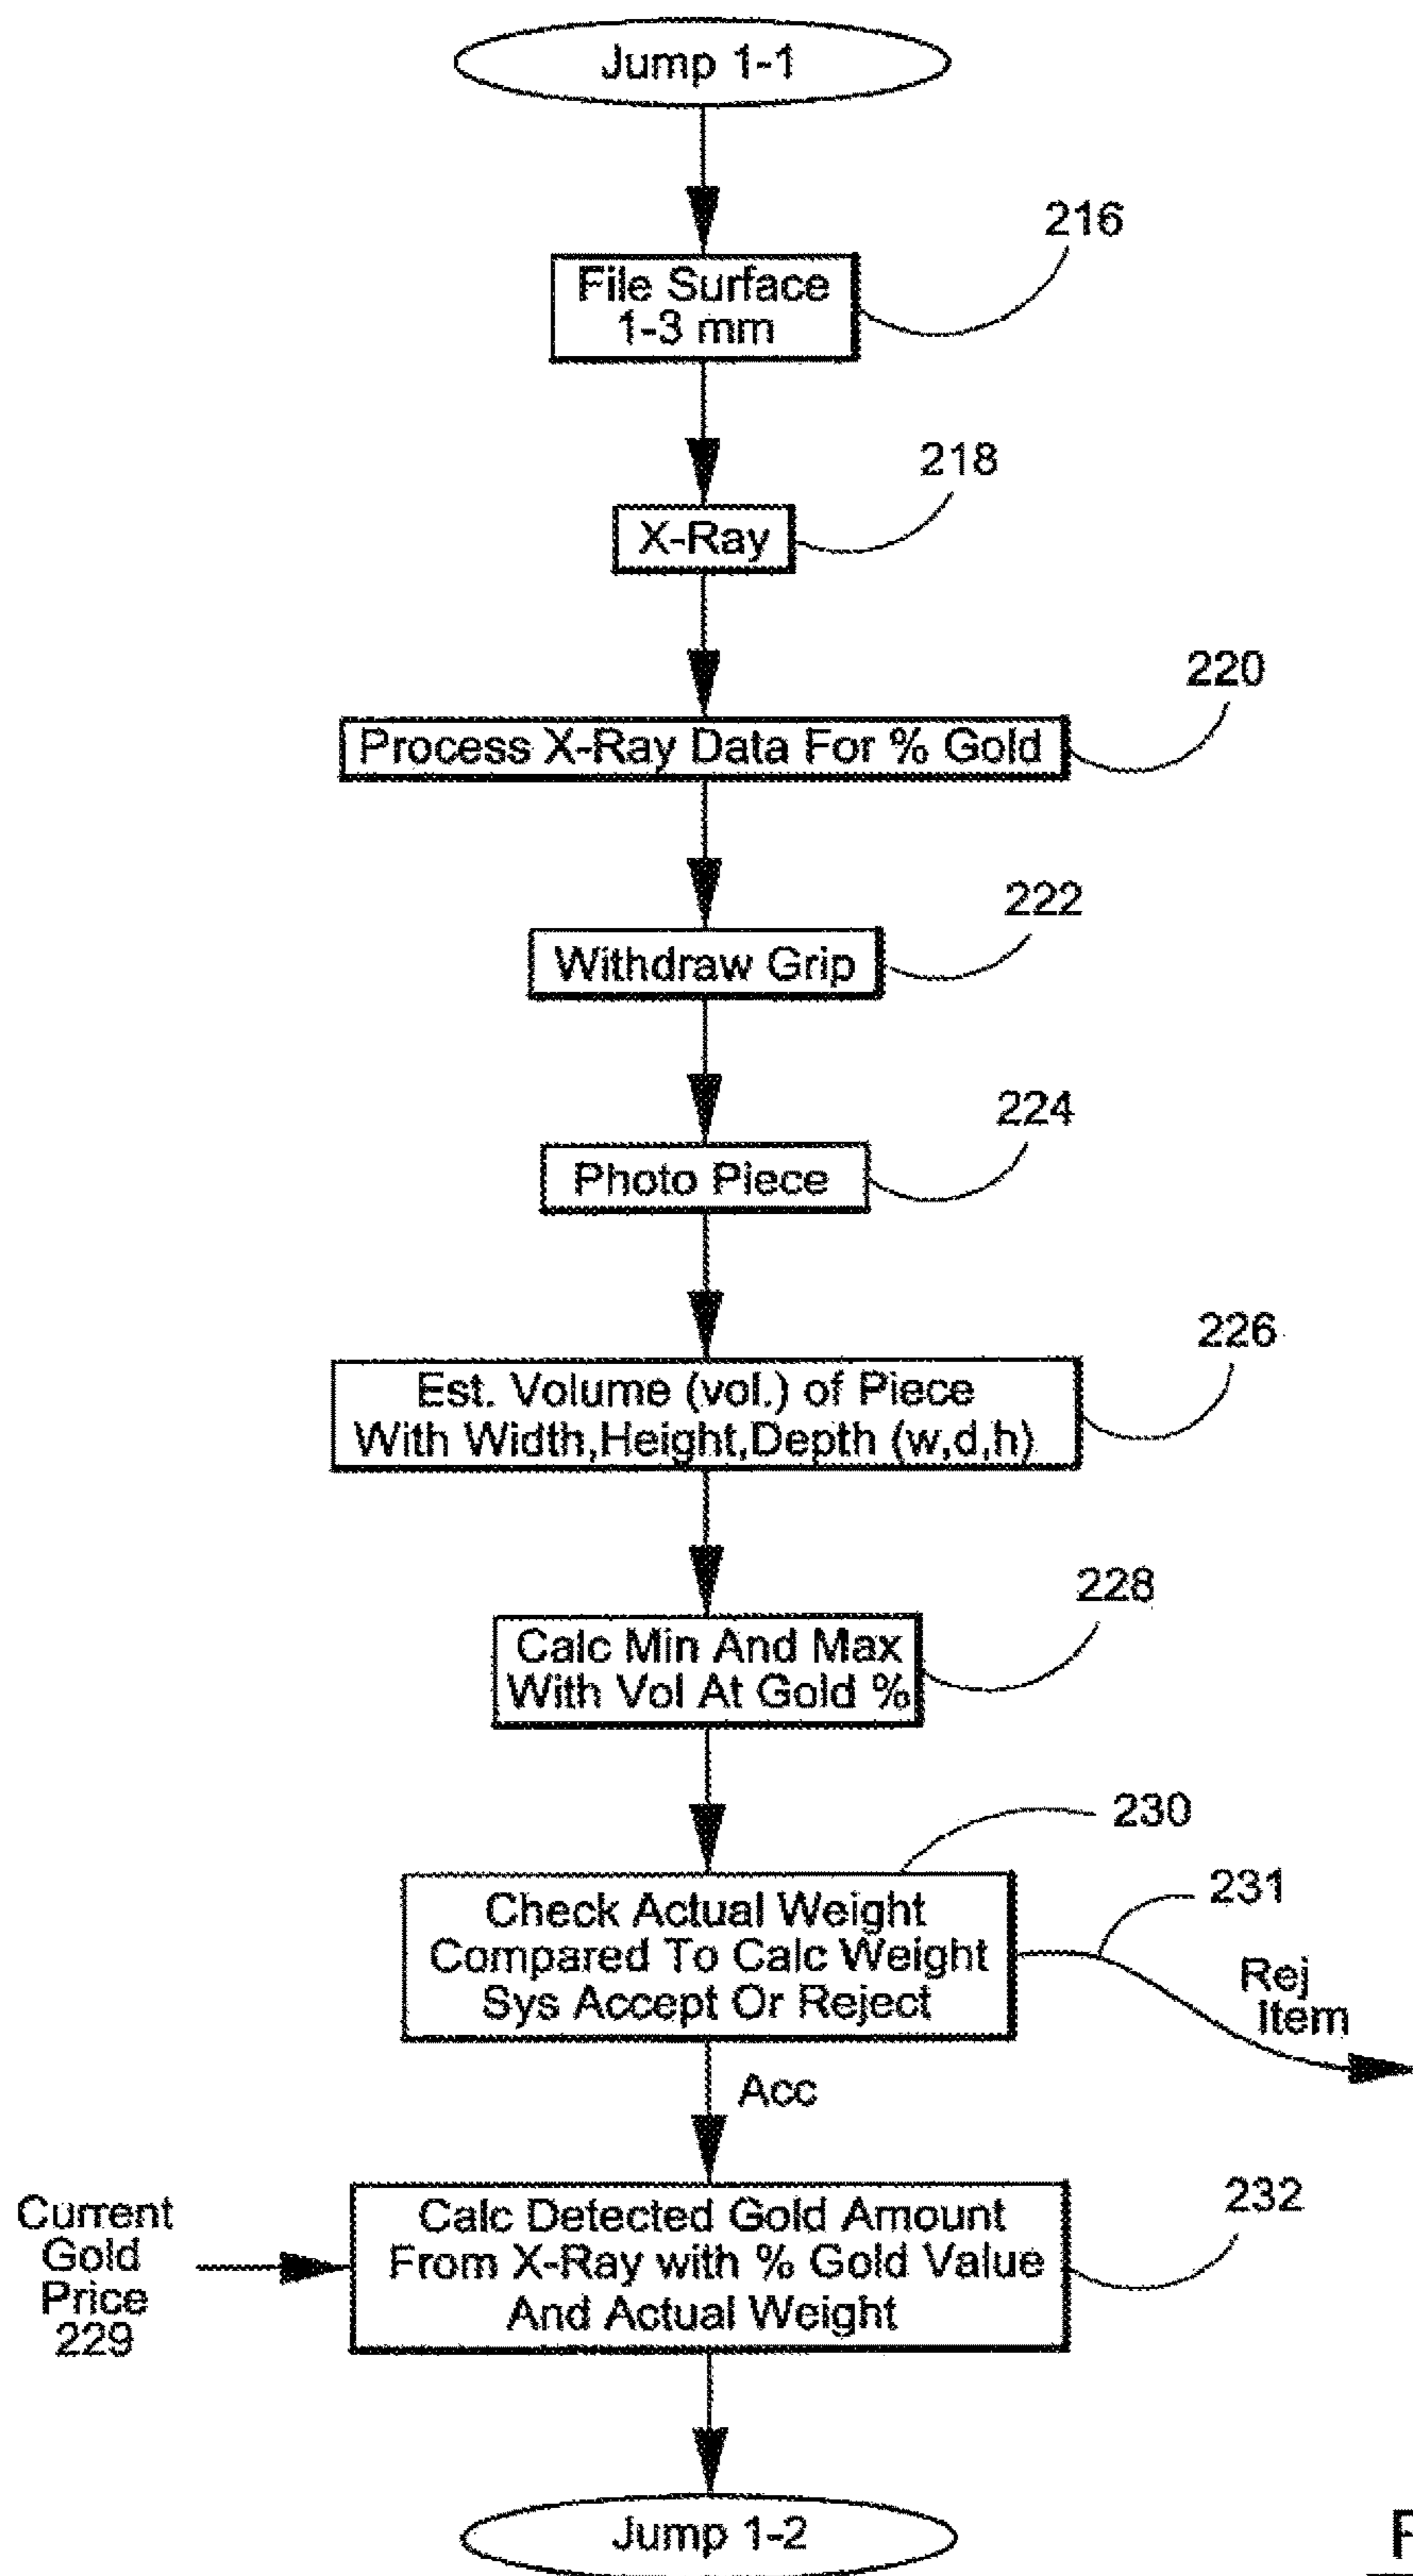 Jump 1-1
216
File Surface
1-3 mm
218
X-Ray
220
Process X-Ray Data For % Gold
222
Withdraw Grip
224
Photo Piece
226
Est. Volume (vol.) of Piece
With Width,Height,Depth (w,d,h)
228
Calc Min And Max
With Vol At Gold %
230
Check Actual Weight
Compared To Calc Weight
Sys Accept Or Reject
231
Rej
Item
Acc
Current
Gold
Price
229
232
Calc Detected Gold Amount
From X-Ray with % Gold Value
And Actual Weight
Jump 1-2